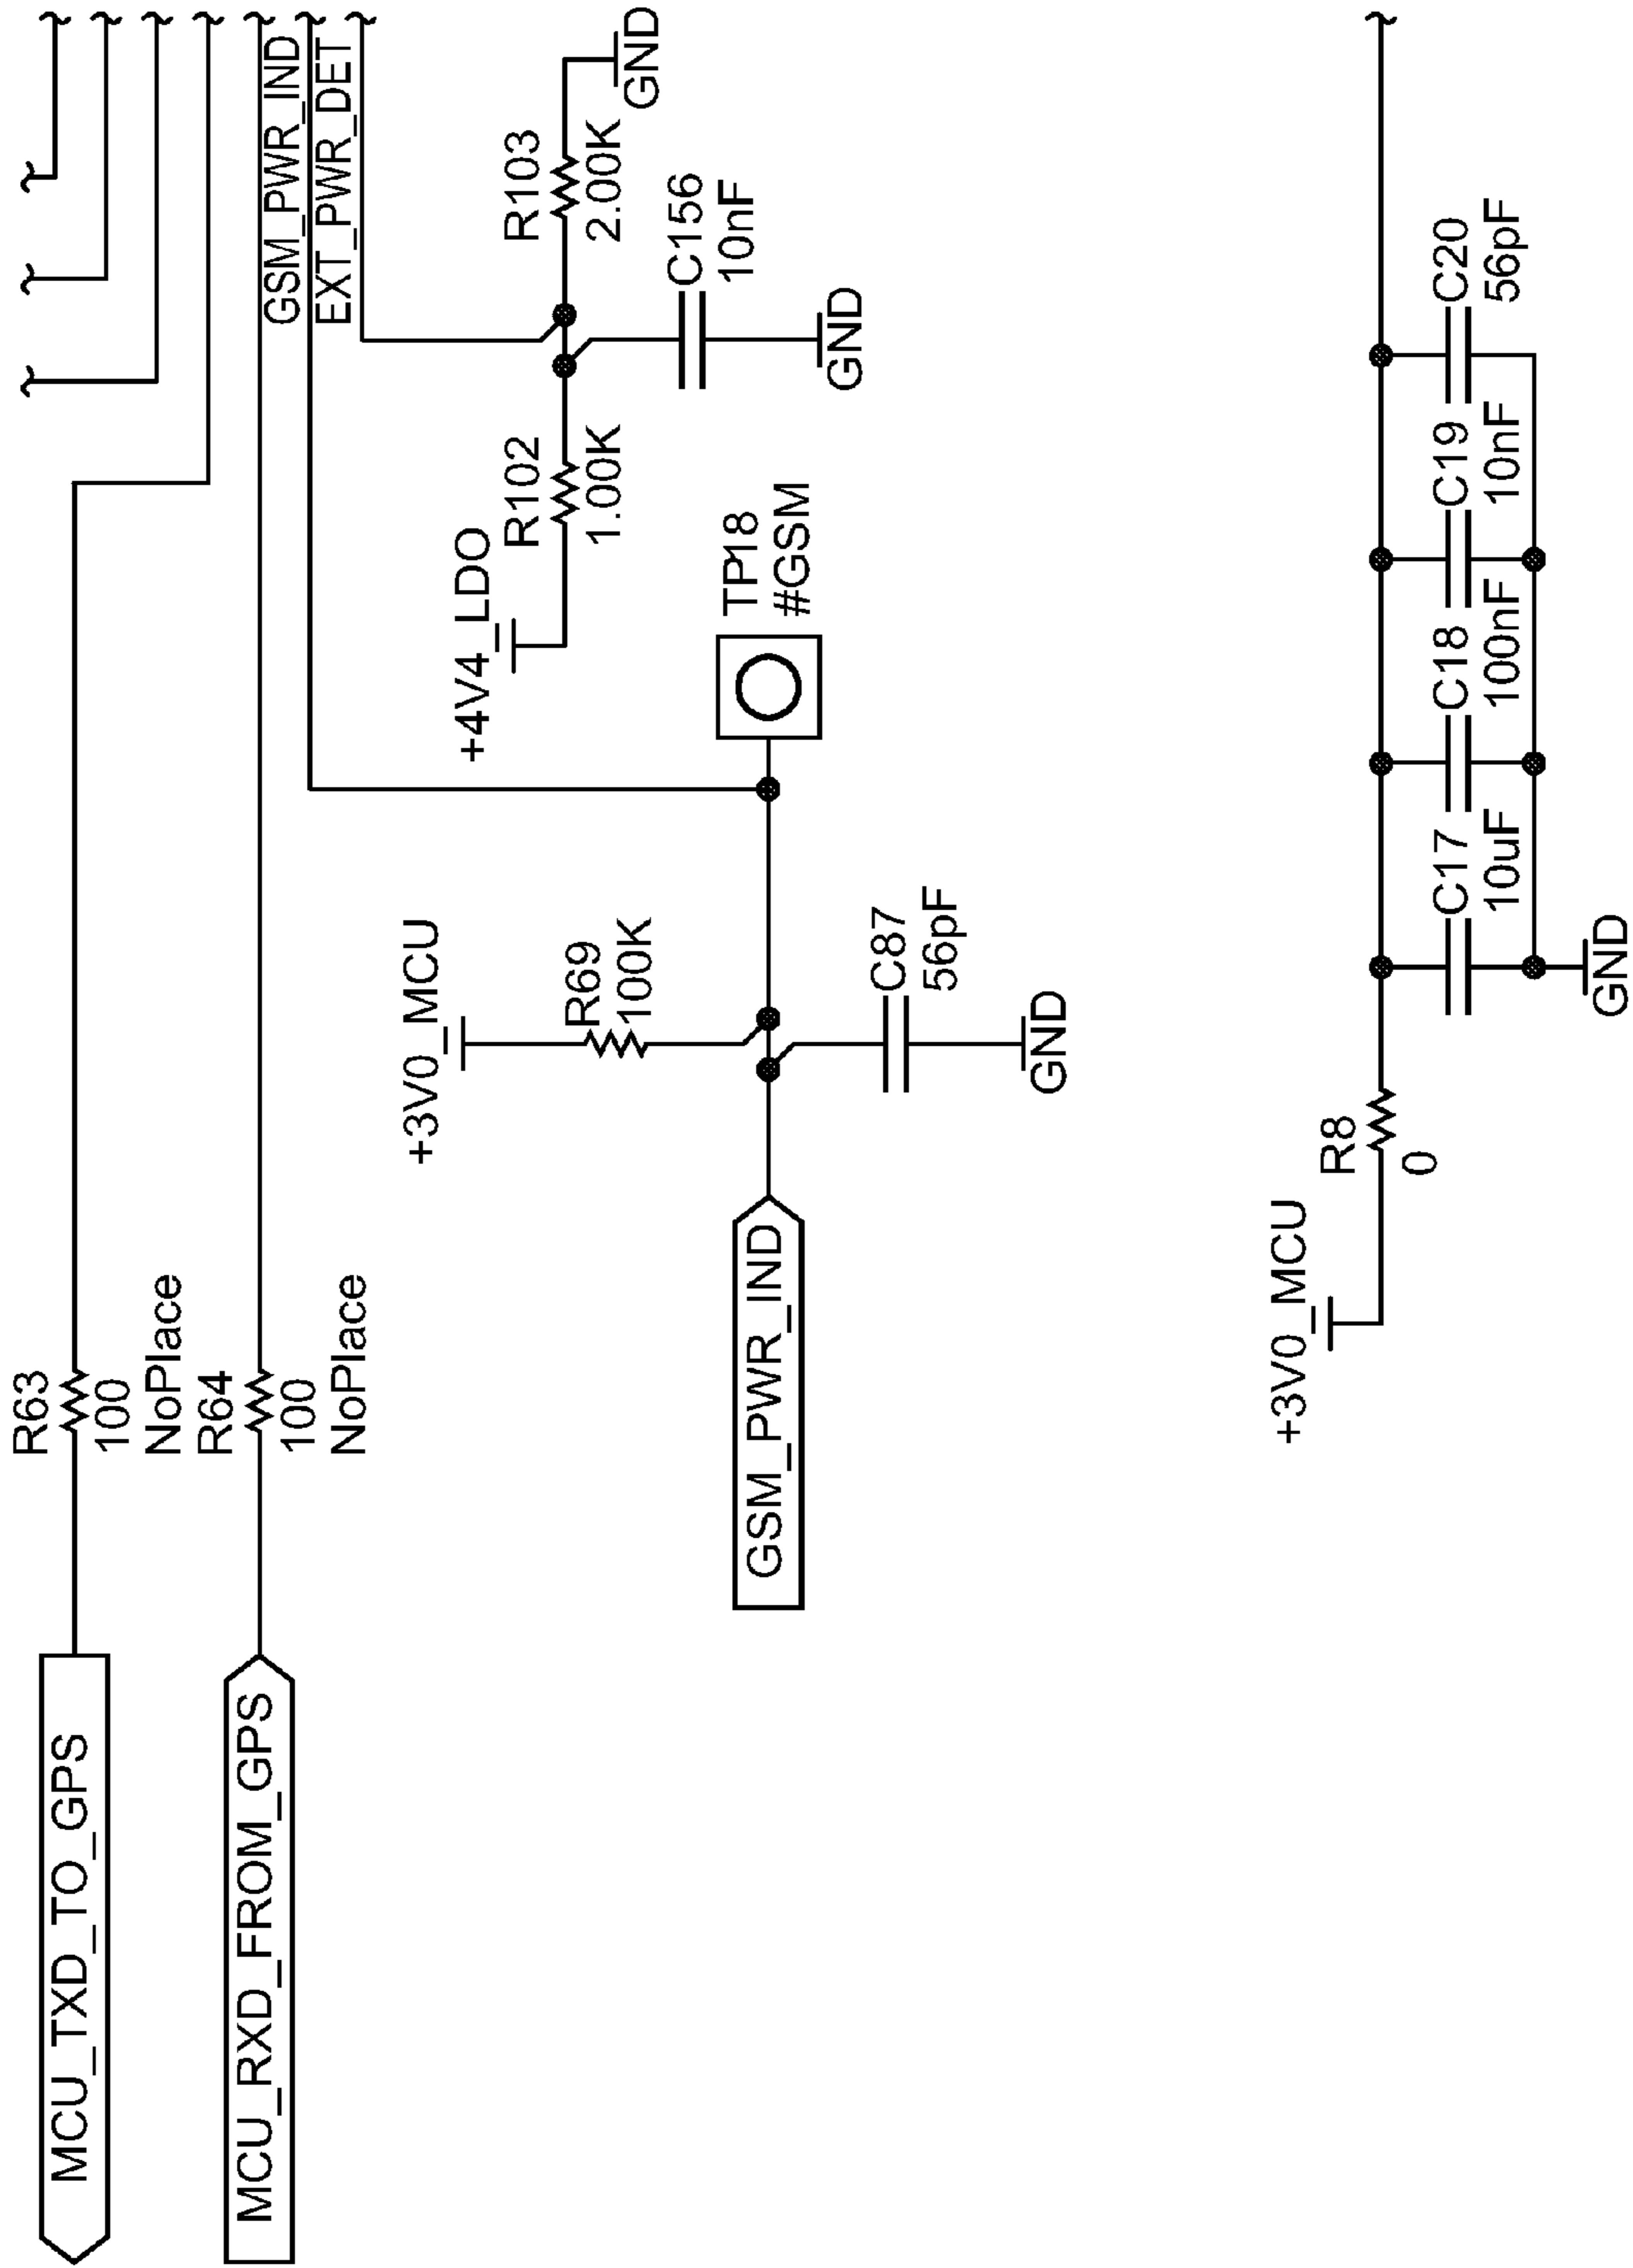 MCU_TXD_TO_GPS
R63
100
NoPlace
MCU_RXD_FROM_GPS
R64
100
NoPlace
GSM_PWR_IND
EXT_PWR_DET
+3V0_MCU
R69
100K
+4V4_LDO
R102
1.00K
R103
2.00K
GND
C156
10nF
GND
GSM_PWR_IND
TP18
#GSM
C87
56pF
GND
+3V0_MCU
R8
0
C17
10uF
C18
100nF
C19
10nF
C20
56pF
GND